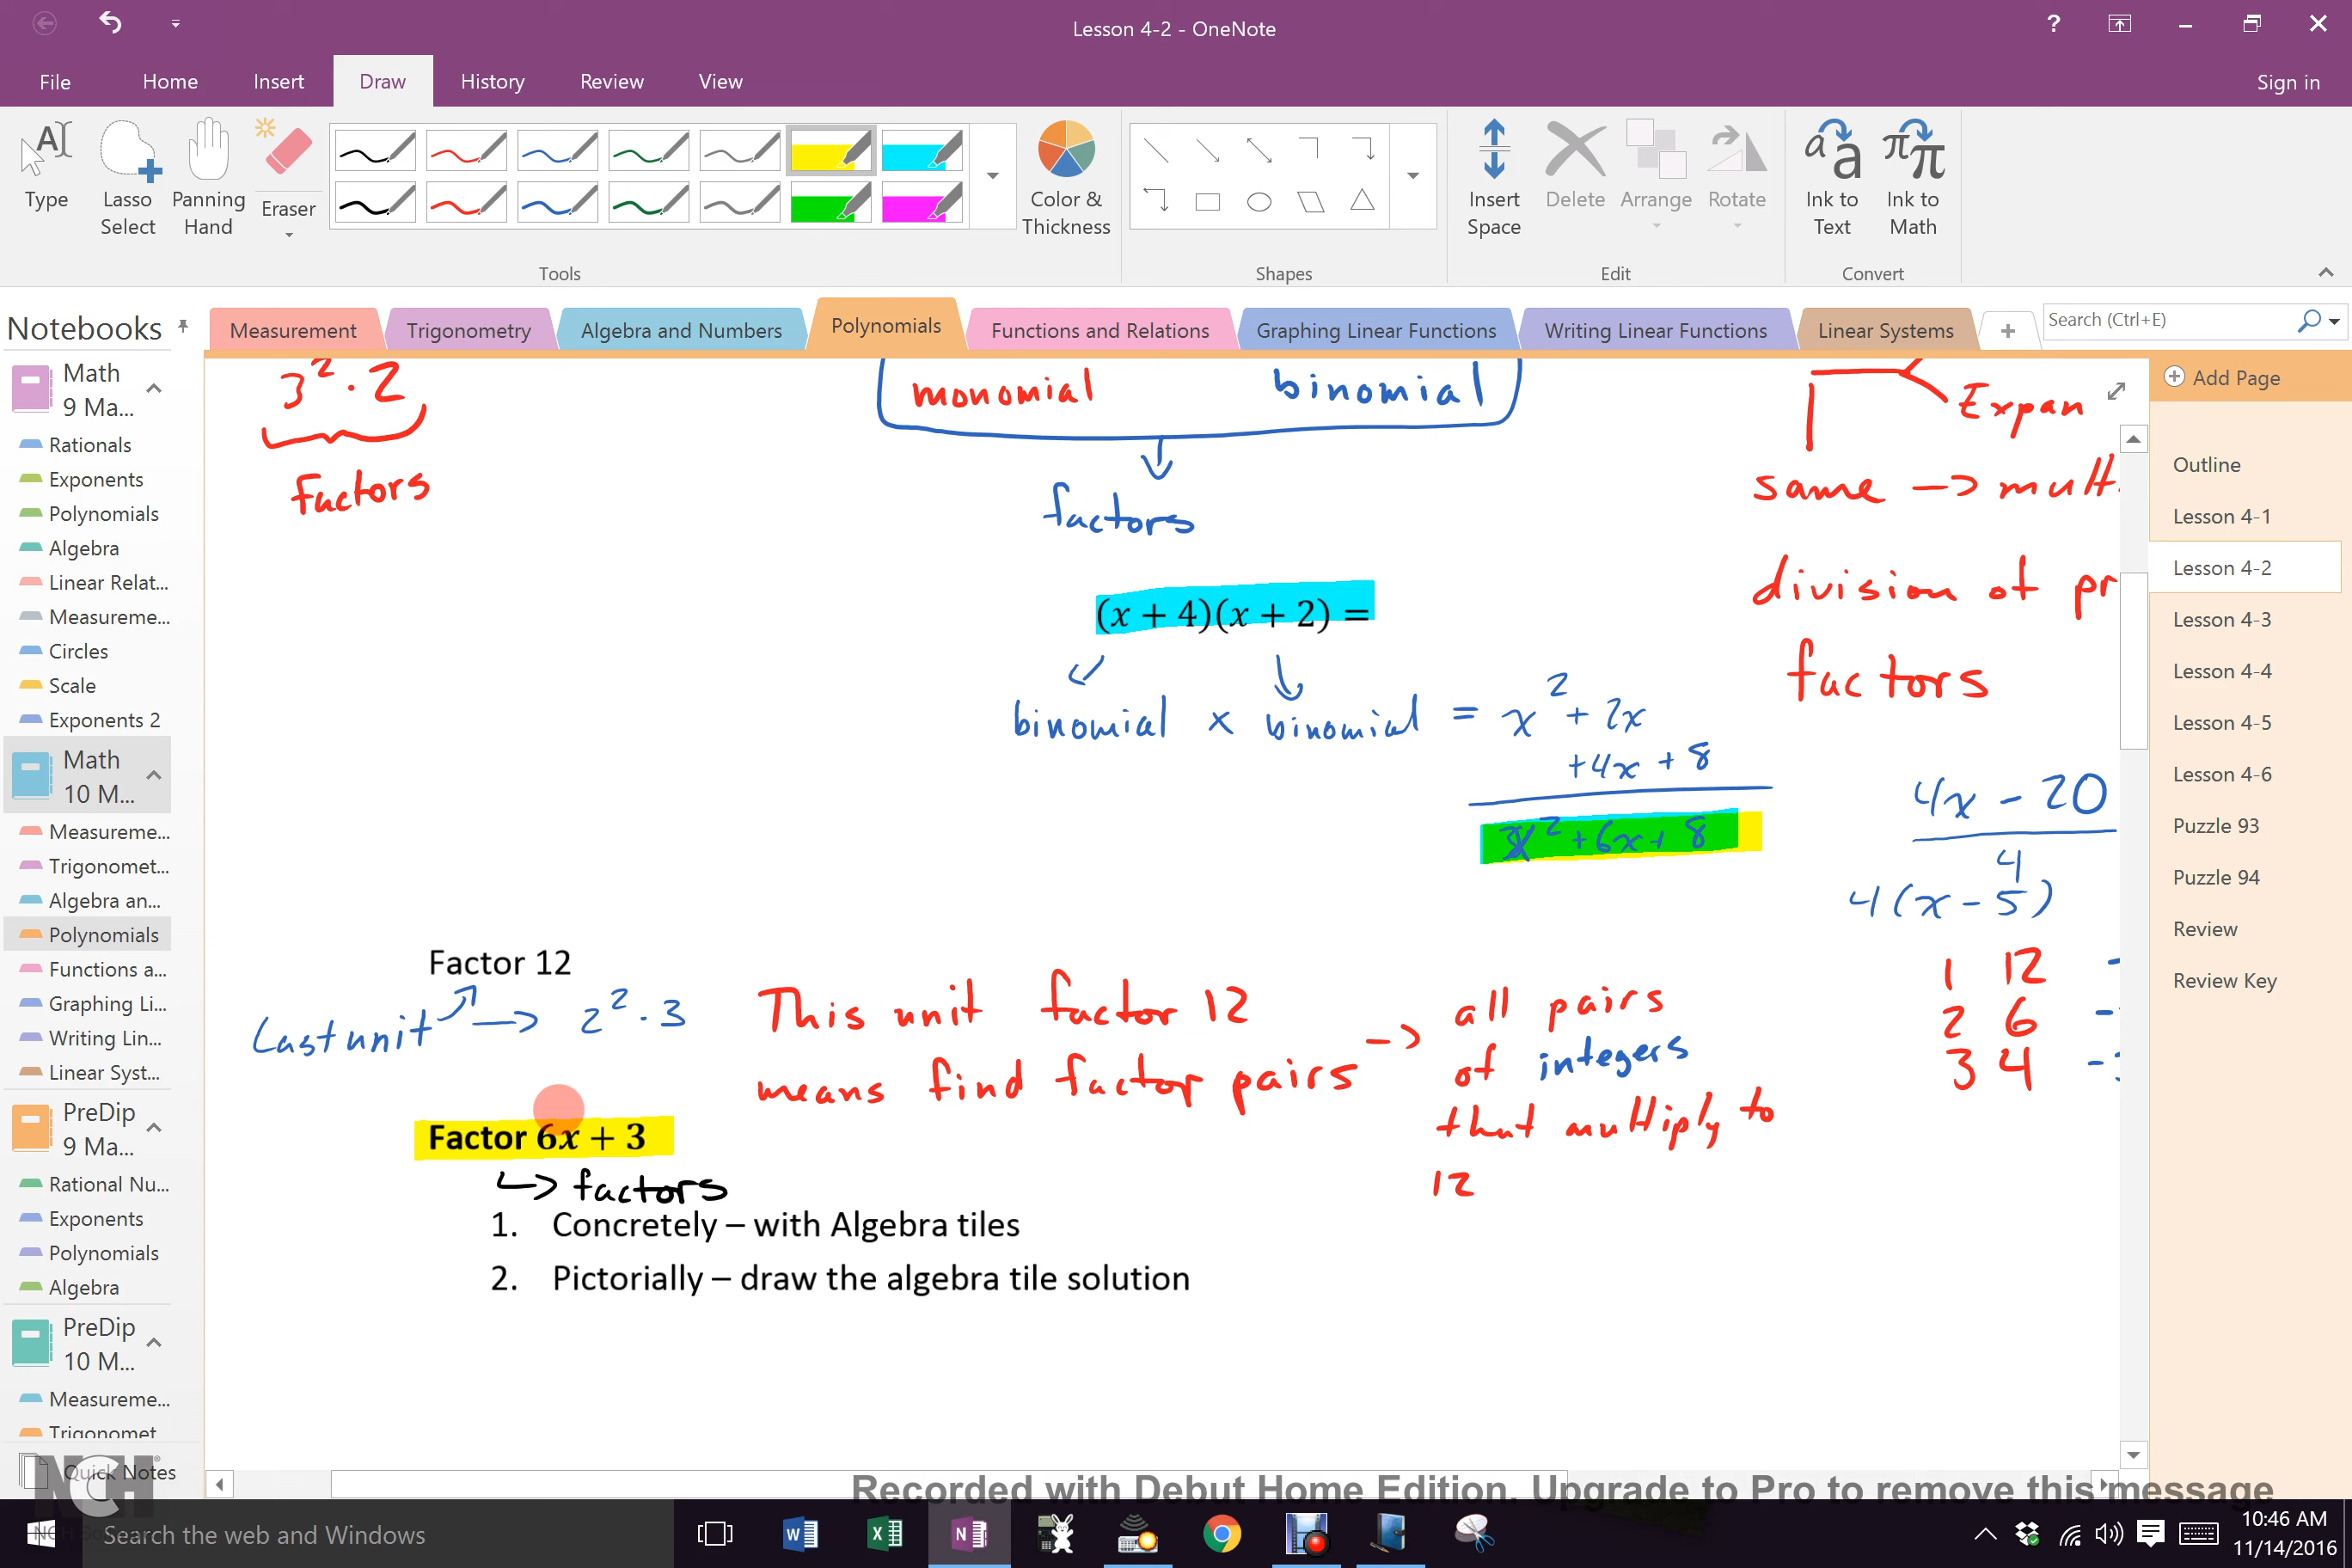 Lesson 4-2 - OneNote
?
File Home Insert Draw History Review View Sign in
Type
Lasso Select
Panning Hand
Eraser
Color & Thickness
Insert Space
Delete
Arrange
Rotate
Ink to Text
Ink to Math
Tools Shapes Edit Convert
Notebooks
Measurement Trigonometry Algebra and Numbers Polynomials Functions and Relations Graphing Linear Functions Writing Linear Functions Linear Systems + Search (Ctrl+E)
Math
9 Ma...
Rationals
Exponents
Polynomials
Algebra
Linear Relat...
Measureme...
Circles
Scale
Exponents 2
Math
10 M...
Measureme...
Trigonomet...
Algebra an...
Polynomials
Functions a...
Graphing Li...
Writing Lin...
Linear Syst...
PreDip
9 Ma...
Rational Nu...
Exponents
Polynomials
Algebra
PreDip
10 M...
Measureme...
Trigonomet
Quick Notes
3² · 2
factors
monomial binomial
factors
(x + 4)(x + 2) =
binomial x binomial = x² + 2x
+4x + 8
x² + 6x + 8
Expan
same → mult
division of pr
factors
4x - 20
4
4(x - 5)
Factor 12
Last unit → 2² · 3
This unit factor 12
means find factor pairs →
all pairs
of integers
that multiply to
12
1 12 -
2 6 -
3 4 -
Factor 6x + 3
↳ factors
1. Concretely – with Algebra tiles
2. Pictorially – draw the algebra tile solution
Add Page
Outline
Lesson 4-1
Lesson 4-2
Lesson 4-3
Lesson 4-4
Lesson 4-5
Lesson 4-6
Puzzle 93
Puzzle 94
Review
Review Key
Recorded with Debut Home Edition. Upgrade to Pro to remove this message
NCH
Search the web and Windows
10:46 AM
11/14/2016